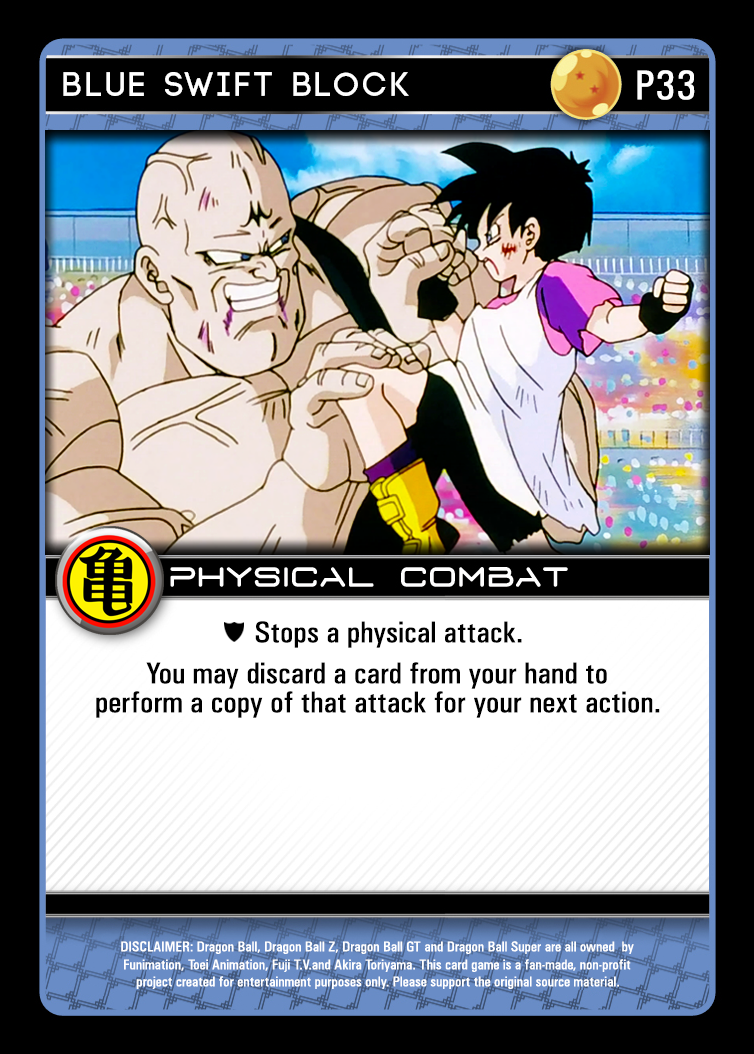 BLUE SWIFT BLOCK
P33
亀
PHYSICAL COMBAT
Stops a physical attack.
You may discard a card from your hand to
perform a copy of that attack for your next action.
DISCLAIMER: Dragon Ball, Dragon Ball Z, Dragon Ball GT and Dragon Ball Super are all owned by
Funimation, Toei Animation, Fuji T.V.and Akira Toriyama. This card game is a fan-made, non-profit
project created for entertainment purposes only. Please support the original source material.